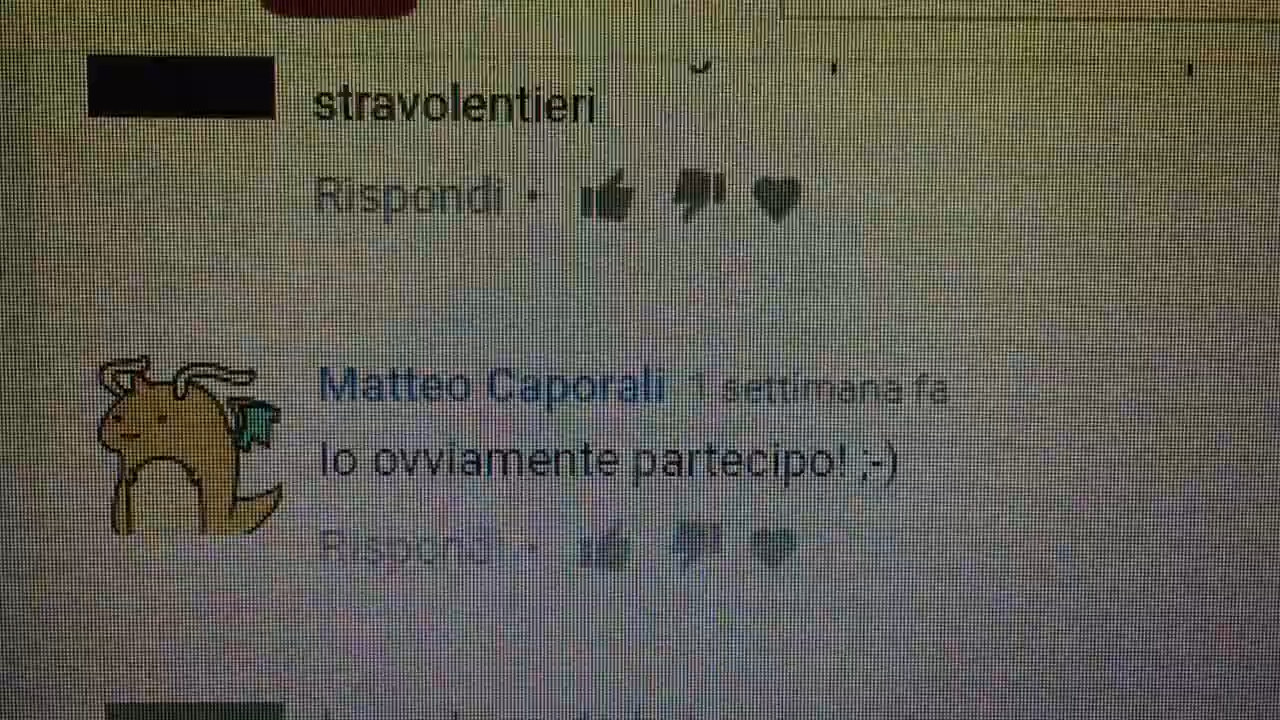 stravolentieri
Rispondi •
Matteo Caporali 1 settimana fa
Io ovviamente partecipo! ;-)
Rispondi •